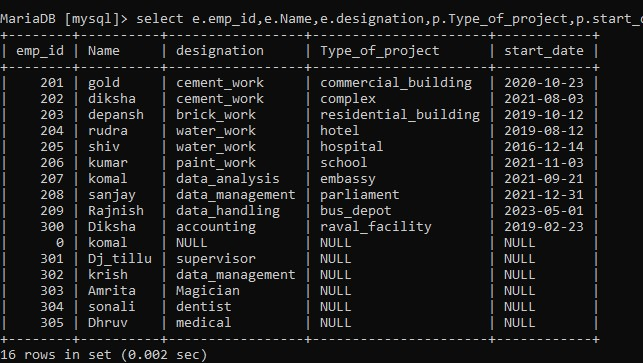 MariaDB [mysql]> select e.emp_id,e.Name,e.designation,p.Type_of_project,p.start_d
+--------+----------+-----------------+----------------------+------------+
| emp_id | Name     | designation     | Type_of_project      | start_date |
+--------+----------+-----------------+----------------------+------------+
|    201 | gold     | cement_work     | commercial_building  | 2020-10-23 |
|    202 | diksha   | cement_work     | complex              | 2021-08-03 |
|    203 | depansh  | brick_work      | residential_building | 2019-10-12 |
|    204 | rudra    | water_work      | hotel                | 2019-08-12 |
|    205 | shiv     | water_work      | hospital             | 2016-12-14 |
|    206 | kumar    | paint_work      | school               | 2021-11-03 |
|    207 | komal    | data_analysis   | embassy              | 2021-09-21 |
|    208 | sanjay   | data_management | parliament           | 2021-12-31 |
|    209 | Rajnish  | data_handling   | bus_depot            | 2023-05-01 |
|    300 | Diksha   | accounting      | raval_facility       | 2019-02-23 |
|      0 | komal    | NULL            | NULL                 | NULL       |
|    301 | Dj_tillu | supervisor      | NULL                 | NULL       |
|    302 | krish    | data_management | NULL                 | NULL       |
|    303 | Amrita   | Magician        | NULL                 | NULL       |
|    304 | sonali   | dentist         | NULL                 | NULL       |
|    305 | Dhruv    | medical         | NULL                 | NULL       |
+--------+----------+-----------------+----------------------+------------+
16 rows in set (0.002 sec)